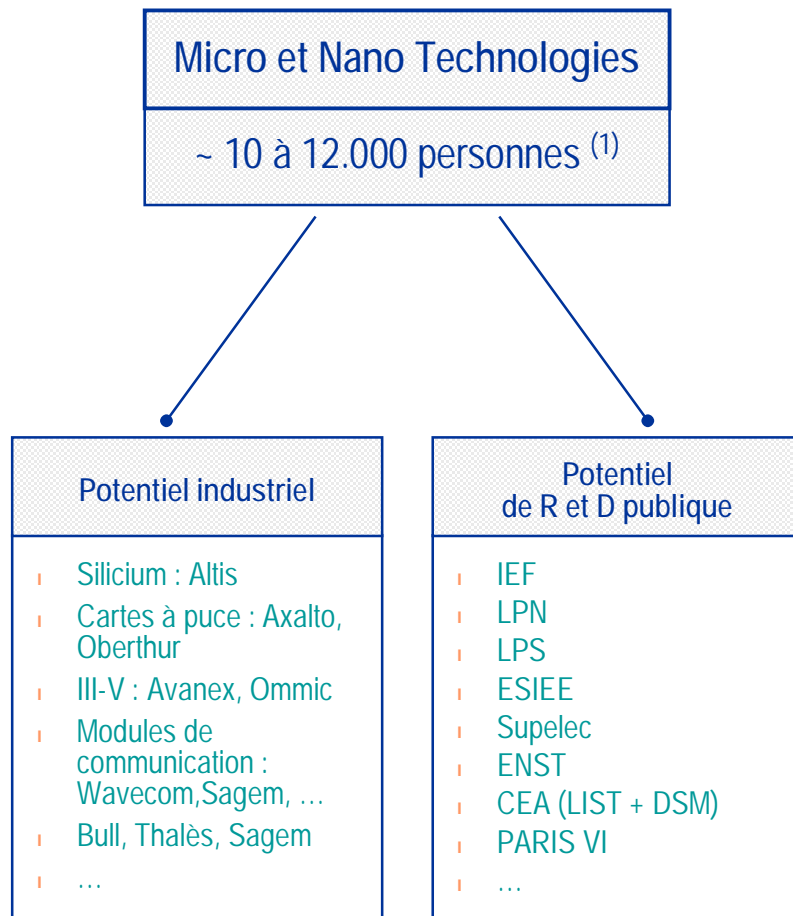 Micro et Nano Technologies
~ 10 à 12.000 personnes (1)
Potentiel industriel
Silicium : Altis
Cartes à puce : Axalto,
Oberthur
III-V : Avanex, Ommic
Modules de
communication :
Wavecom,Sagem, …
Bull, Thalès, Sagem
…
Potentiel
de R et D publique
IEF
LPN
LPS
ESIEE
Supelec
ENST
CEA (LIST + DSM)
PARIS VI
…